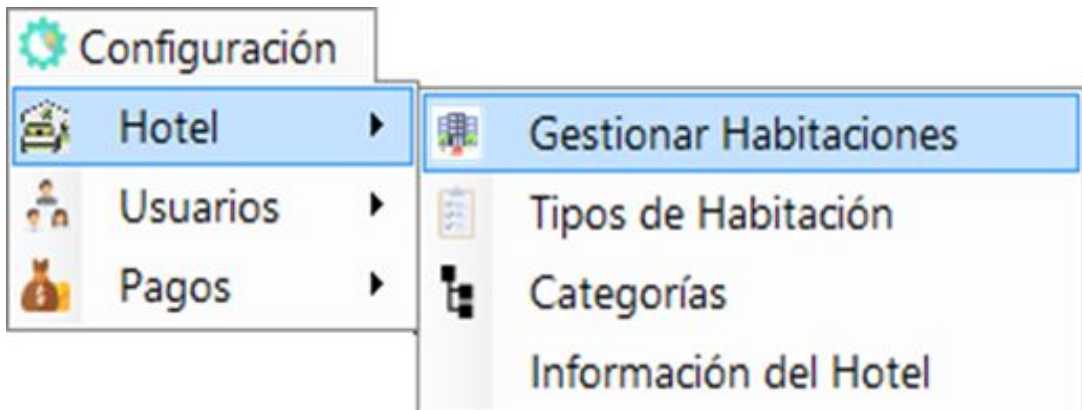 Configuración
Hotel
Usuarios
Pagos
Gestionar Habitaciones
Tipos de Habitación
Categorías
Información del Hotel